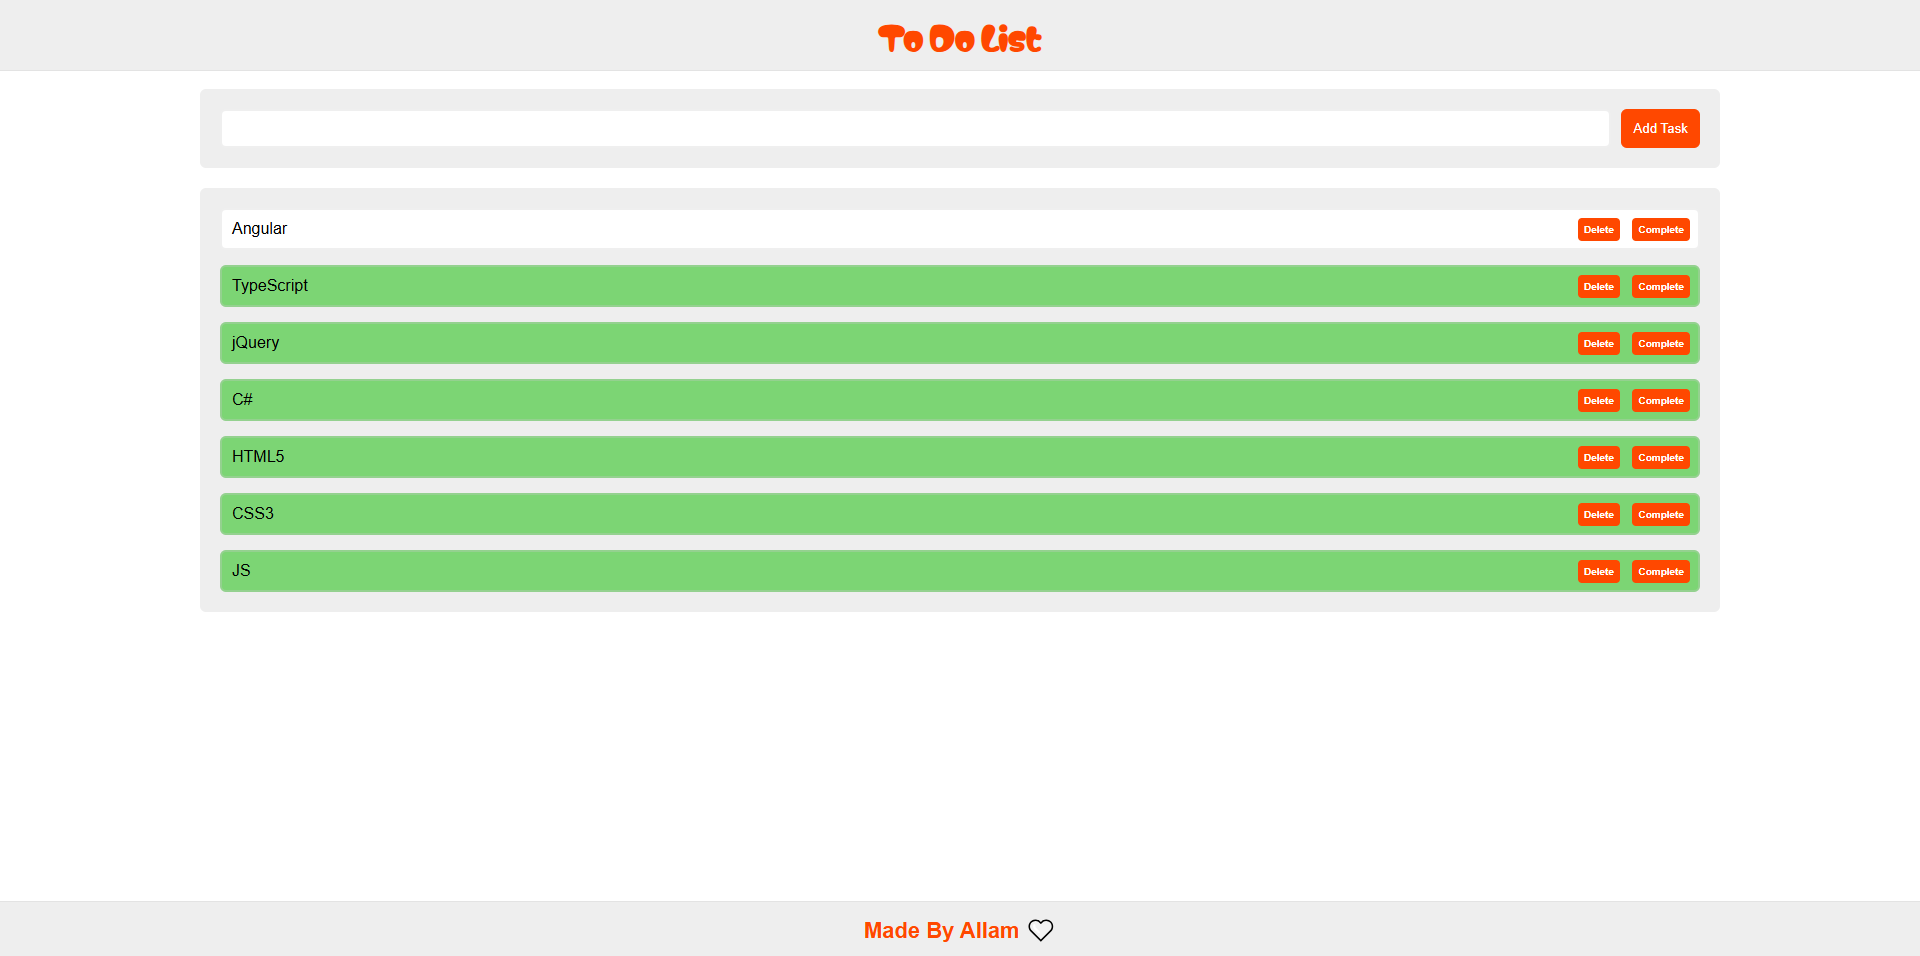 To Do List
Add Task
Angular Delete Complete
TypeScript Delete Complete
jQuery Delete Complete
C# Delete Complete
HTML5 Delete Complete
CSS3 Delete Complete
JS Delete Complete
Made By Allam